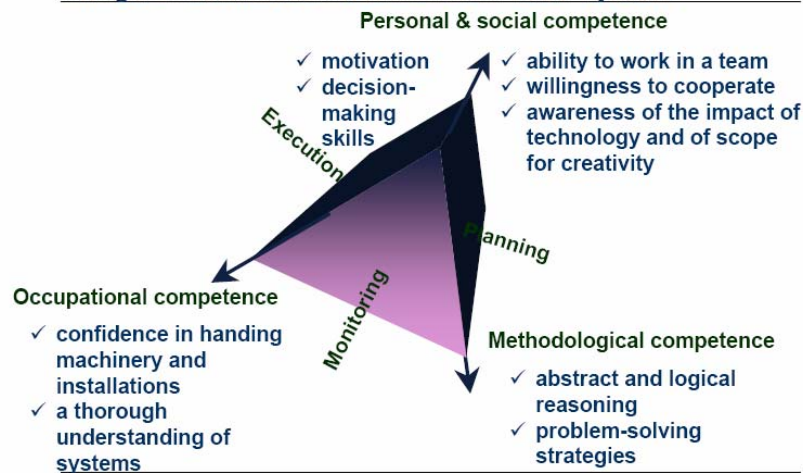 Personal & social competence
✓ motivation
✓ decision-
making
skills
✓ ability to work in a team
✓ willingness to cooperate
✓ awareness of the impact of
technology and of scope
for creativity
Execution
Planning
Monitoring
Occupational competence
✓ confidence in handing
machinery and
installations
✓ a thorough
understanding of
systems
Methodological competence
✓ abstract and logical
reasoning
✓ problem-solving
strategies